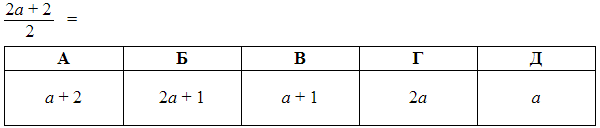 (2a + 2)/2 =
А Б В Г Д
a + 2 2a + 1 a + 1 2a a